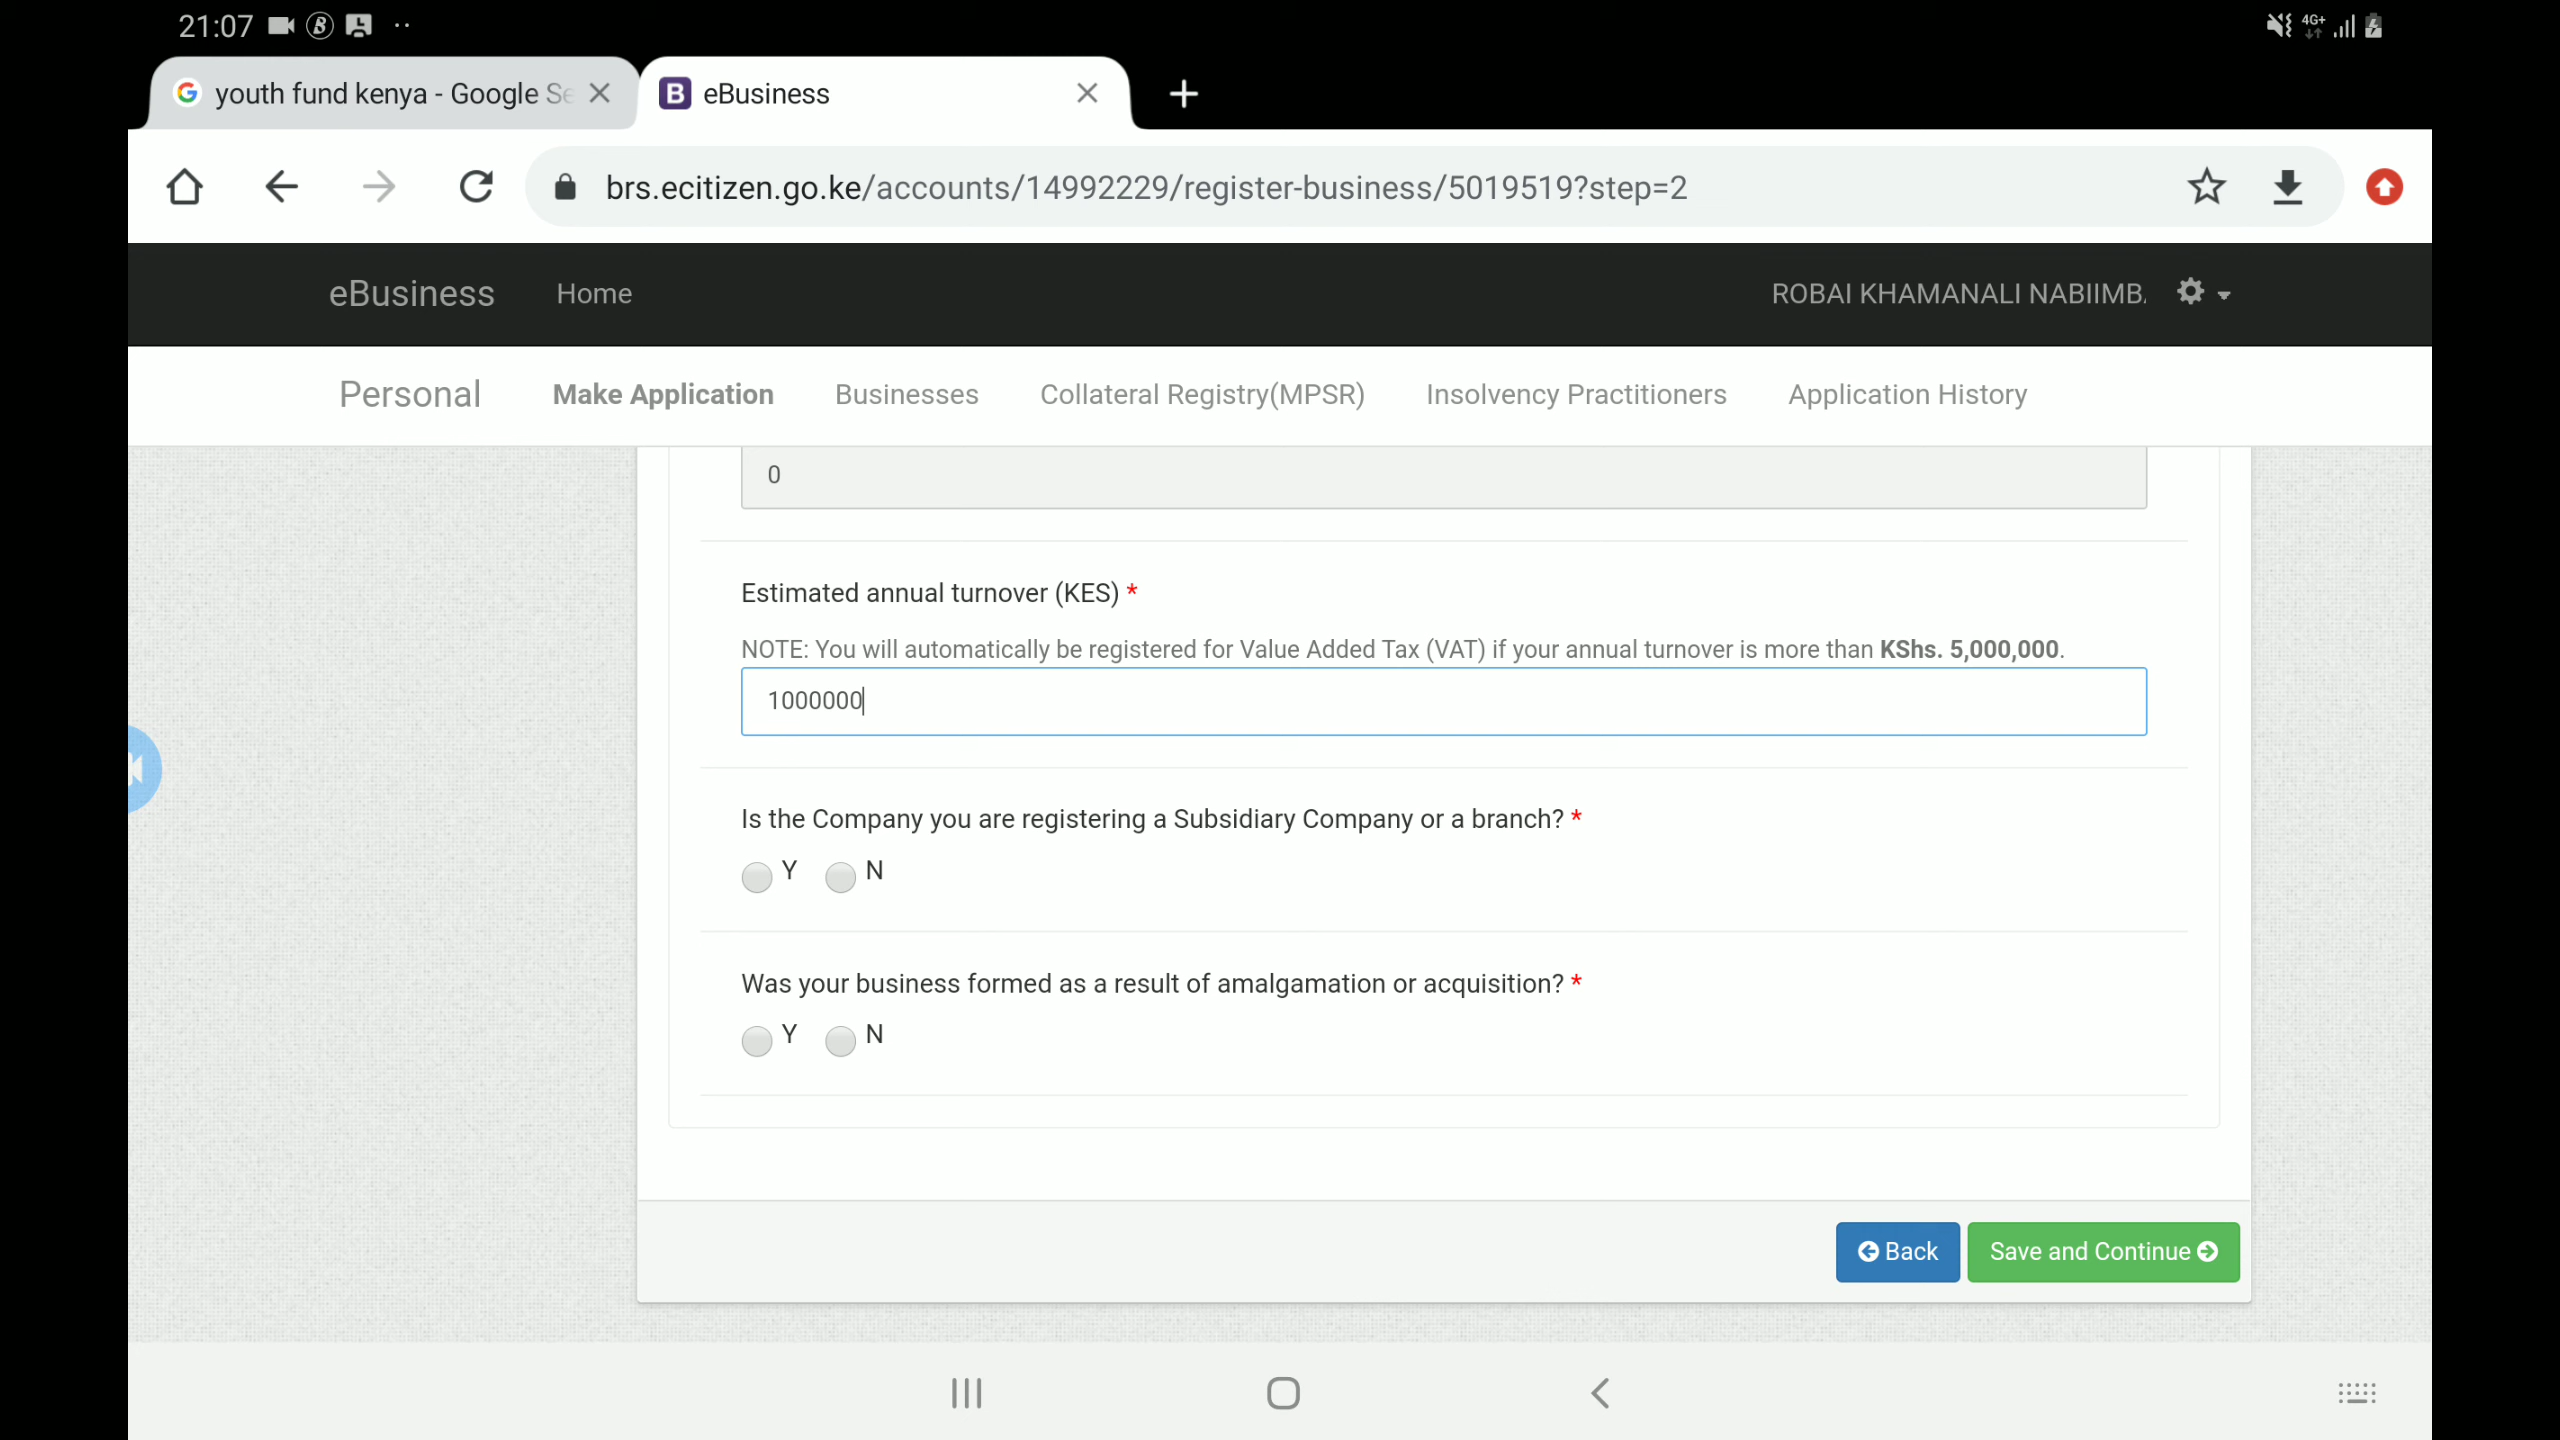 21:07
4G+
youth fund kenya - Google Se
B eBusiness
brs.ecitizen.go.ke/accounts/14992229/register-business/5019519?step=2
eBusiness Home ROBAI KHAMANALI NABIIMB
Personal Make Application Businesses Collateral Registry(MPSR) Insolvency Practitioners Application History
0
Estimated annual turnover (KES) *
NOTE: You will automatically be registered for Value Added Tax (VAT) if your annual turnover is more than KShs. 5,000,000.
1000000
Is the Company you are registering a Subsidiary Company or a branch? *
Y N
Was your business formed as a result of amalgamation or acquisition? *
Y N
Back Save and Continue